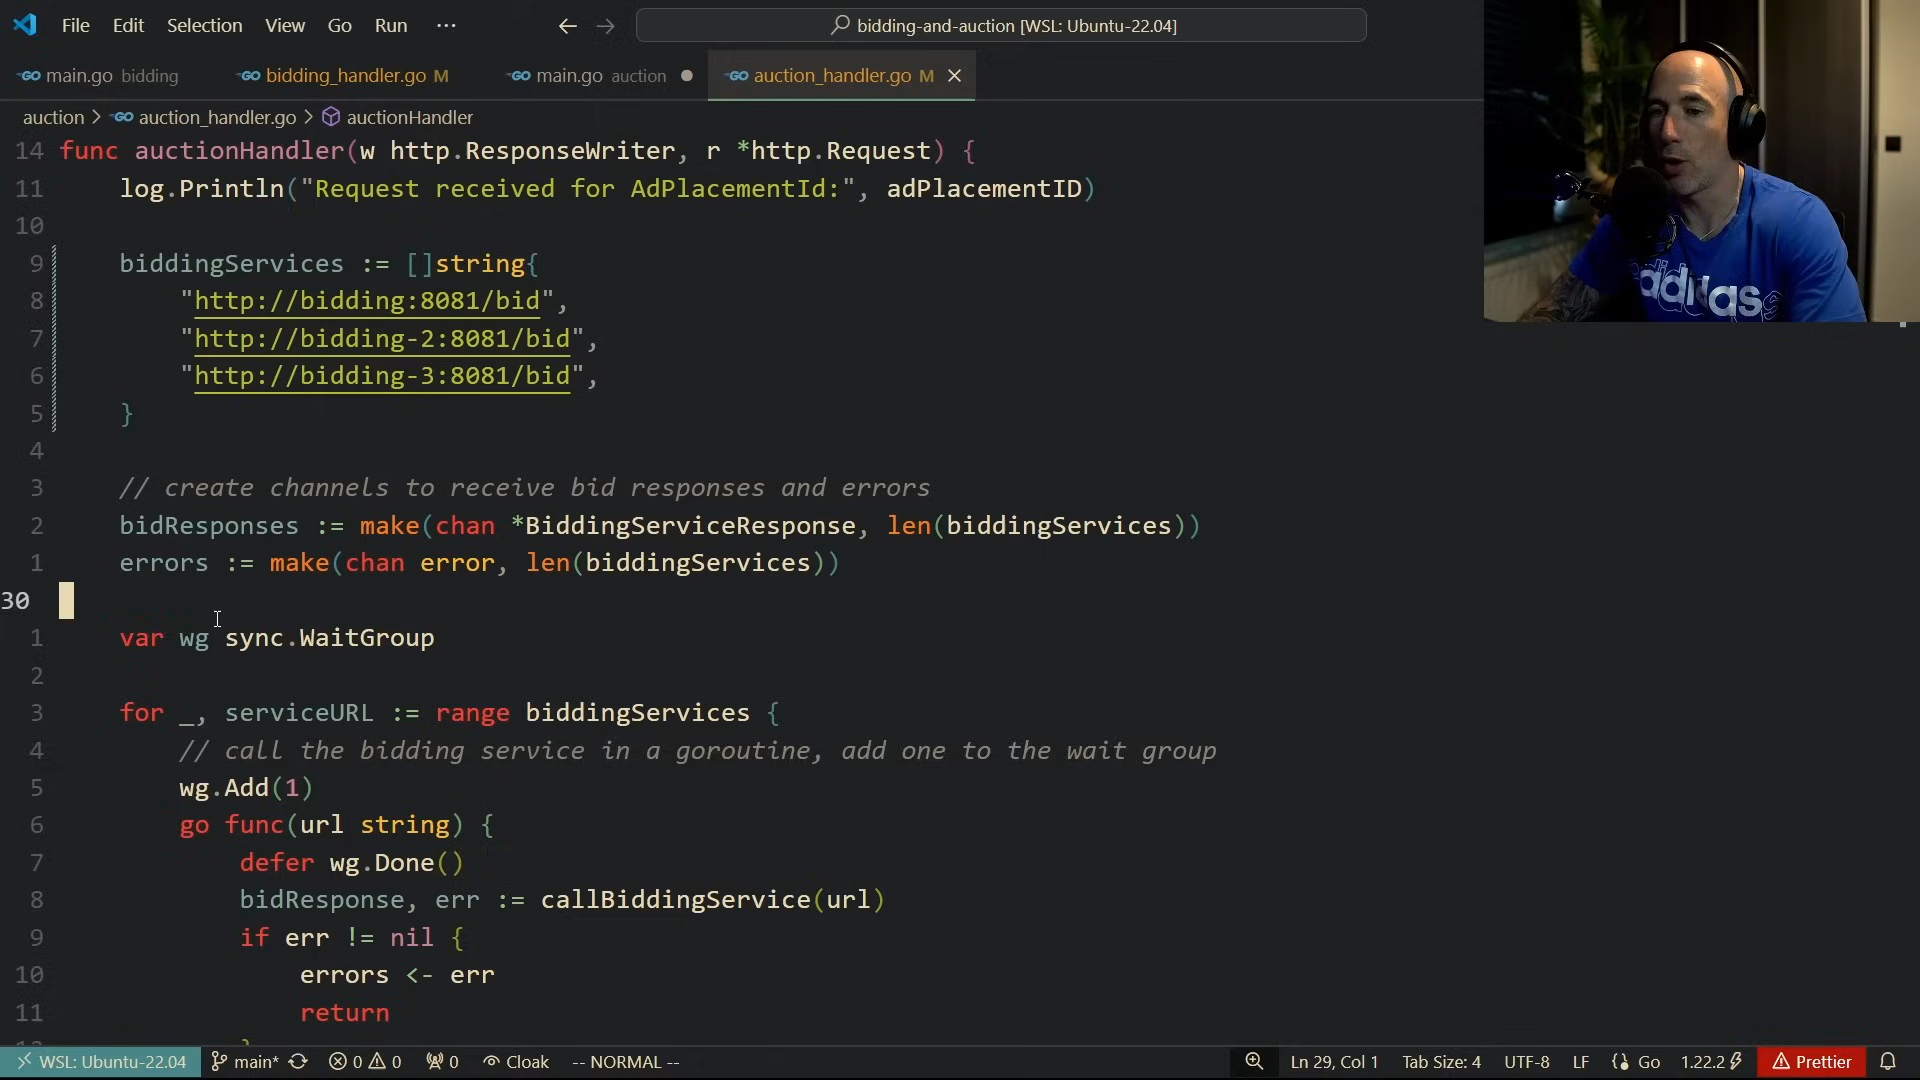 File Edit Selection View Go Run ··· bidding-and-auction [WSL: Ubuntu-22.04]
main.go bidding bidding_handler.go M main.go auction auction_handler.go M
auction > auction_handler.go > auctionHandler
14 func auctionHandler(w http.ResponseWriter, r *http.Request) {
11 log.Println("Request received for AdPlacementId:", adPlacementID)
10
9 biddingServices := []string{
8 "http://bidding:8081/bid",
7 "http://bidding-2:8081/bid",
6 "http://bidding-3:8081/bid",
5 }
4
3 // create channels to receive bid responses and errors
2 bidResponses := make(chan *BiddingServiceResponse, len(biddingServices))
1 errors := make(chan error, len(biddingServices))
30
1 var wg sync.WaitGroup
2
3 for _, serviceURL := range biddingServices {
4 // call the bidding service in a goroutine, add one to the wait group
5 wg.Add(1)
6 go func(url string) {
7 defer wg.Done()
8 bidResponse, err := callBiddingService(url)
9 if err != nil {
10 errors <- err
11 return
WSL: Ubuntu-22.04 main* 0 0 0 Cloak -- NORMAL -- Ln 29, Col 1 Tab Size: 4 UTF-8 LF Go 1.22.2 Prettier
adidas